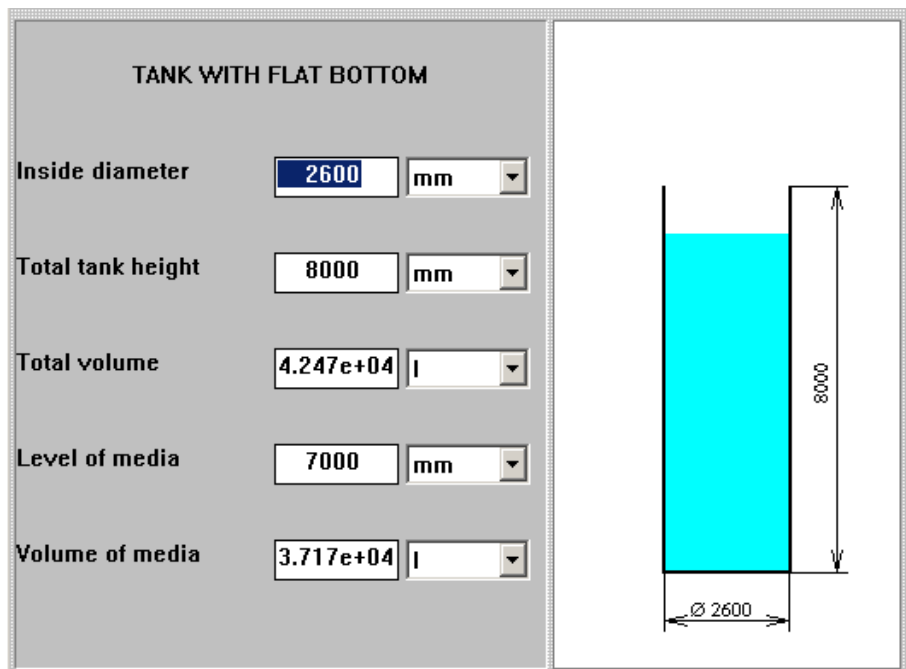 TANK WITH FLAT BOTTOM
Inside diameter 2600 mm
Total tank height 8000 mm
Total volume 4.247e+04 l
Level of media 7000 mm
Volume of media 3.717e+04 l
8000
Ø 2600